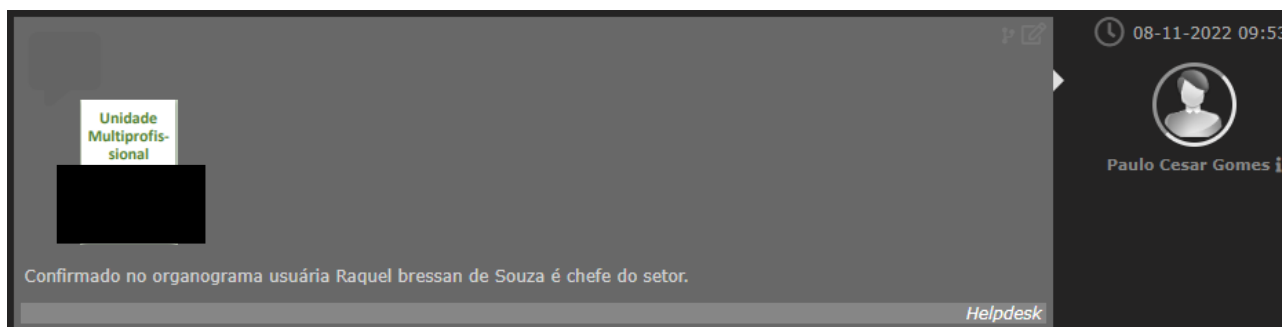 08-11-2022 09:53
Unidade
Multiprofis-
sional
Paulo Cesar Gomes
Confirmado no organograma usuária Raquel bressan de Souza é chefe do setor.
Helpdesk